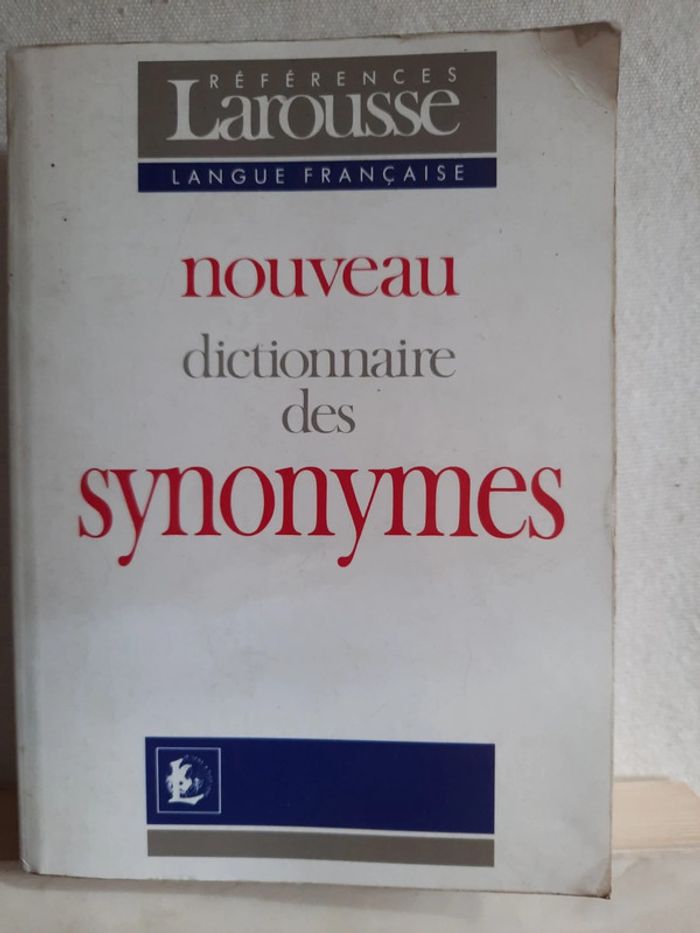 RÉFÉRENCES
Larousse
LANGUE FRANÇAISE
nouveau
dictionnaire
des
synonymes